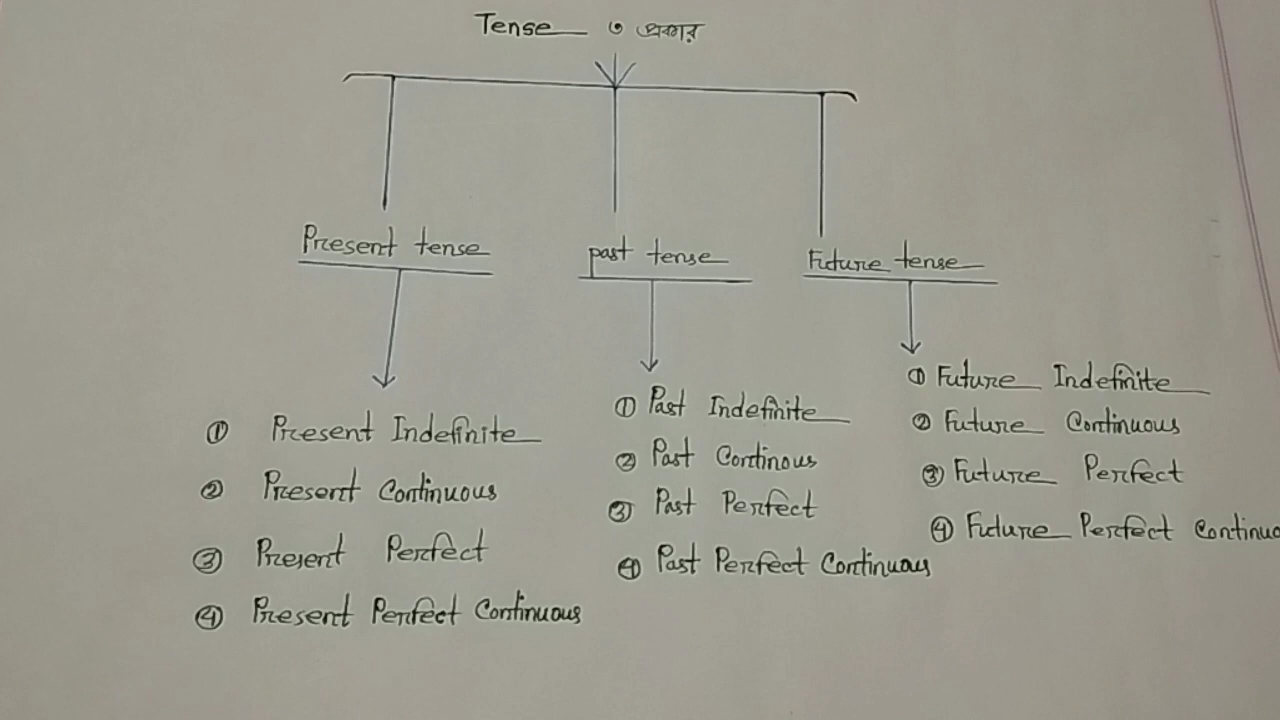 Tense ৩ প্রকার
Present tense
past tense
Future tense
① Present Indefinite
② Present Continuous
③ Present Perfect
④ Present Perfect Continuous
① Past Indefinite
② Past Continous
③ Past Perfect
④ Past Perfect Continuous
① Future Indefinite
② Future Continuous
③ Future Perfect
④ Future Perfect Continuo